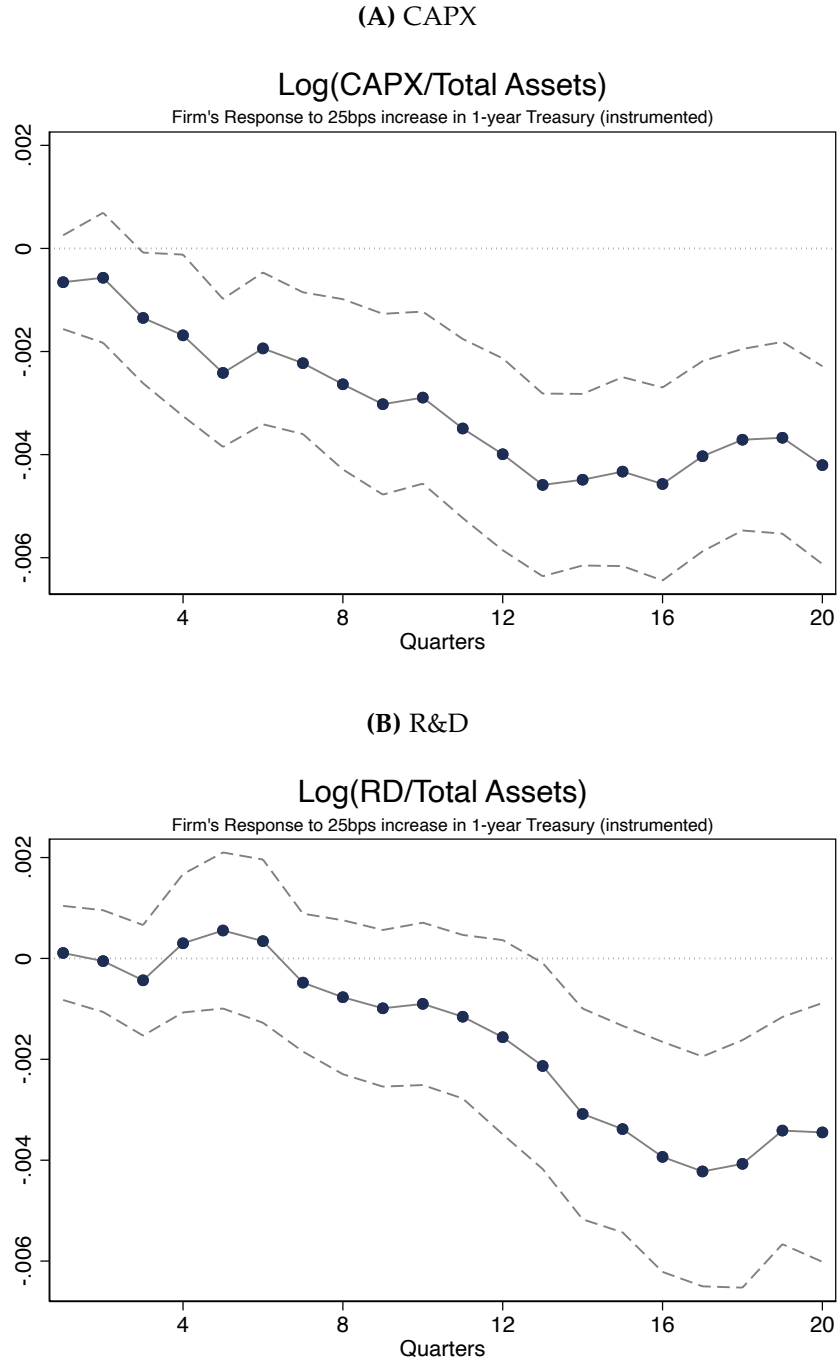 (A) CAPX
Log(CAPX/Total Assets)
Firm's Response to 25bps increase in 1-year Treasury (instrumented)
.002
0
-.002
-.004
-.006
4 8 12 16 20
Quarters
(B) R&D
Log(RD/Total Assets)
Firm's Response to 25bps increase in 1-year Treasury (instrumented)
.002
0
-.002
-.004
-.006
4 8 12 16 20
Quarters